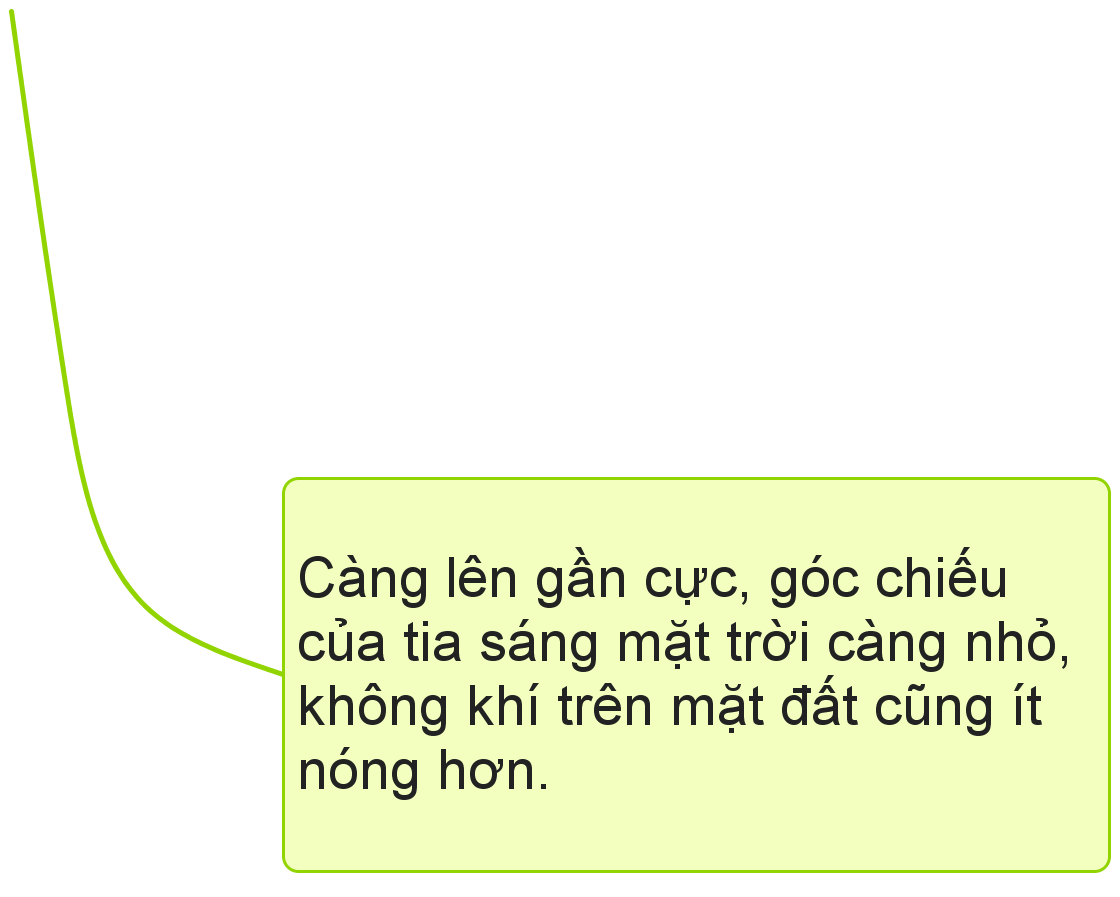 Càng lên gần cực, góc chiếu
của tia sáng mặt trời càng nhỏ,
không khí trên mặt đất cũng ít
nóng hơn.